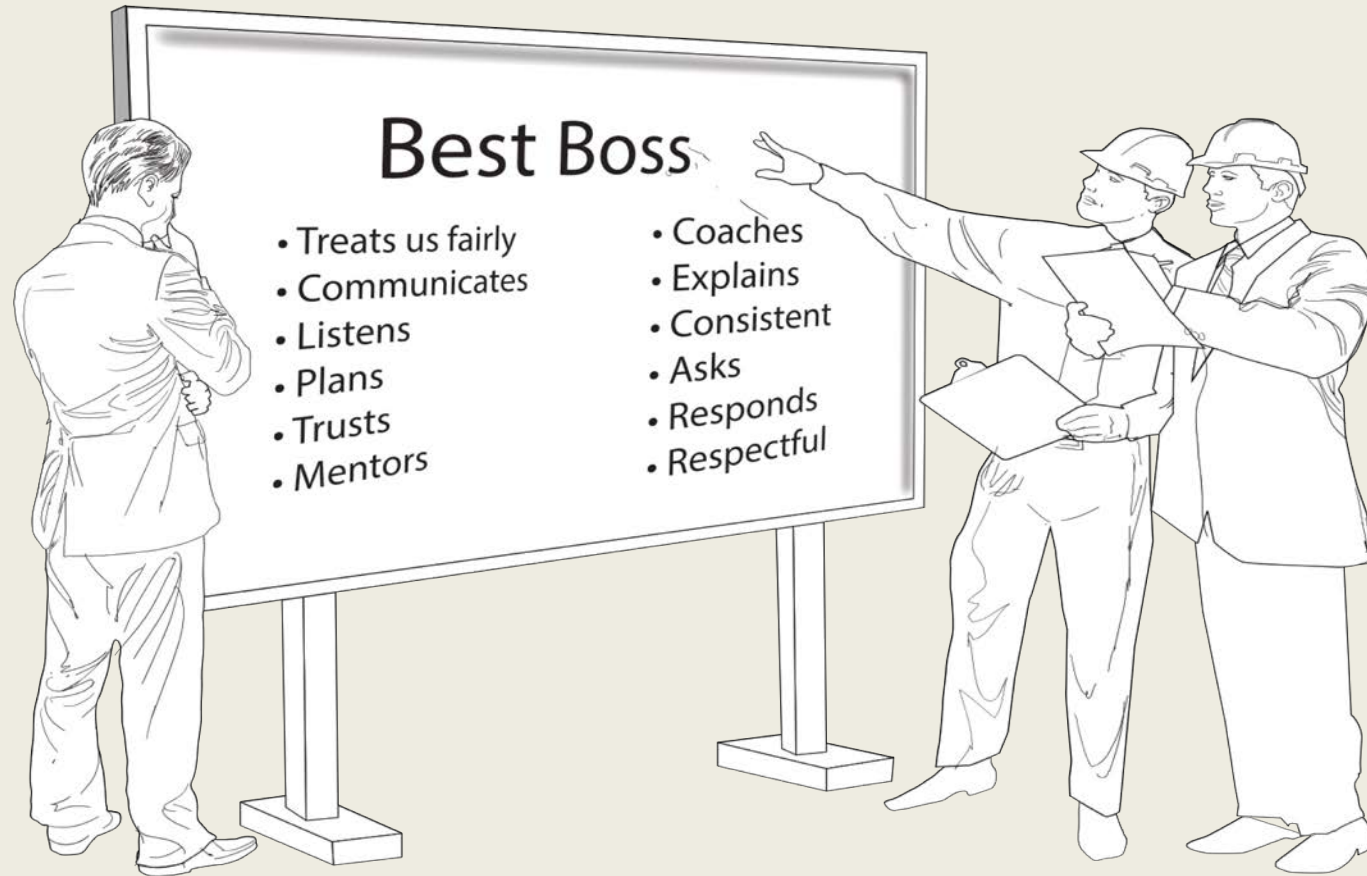 Best Boss
• Treats us fairly
• Communicates
• Listens
• Plans
• Trusts
• Mentors
• Coaches
• Explains
• Consistent
• Asks
• Responds
• Respectful